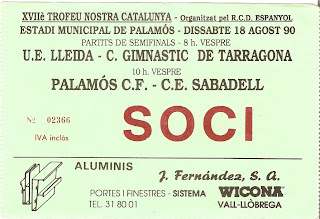 XVIIè TROFEU NOSTRA CATALUNYA - Organitzat pel R.C.D. ESPANYOL
ESTADI MUNICIPAL DE PALAMÓS - DISSABTE 18 AGOST 90
PARTITS DE SEMIFINALS - 8 h. VESPRE
U.E. LLEIDA - C. GIMNASTIC DE TARRAGONA
10 h. VESPRE
PALAMÓS C.F. - C.E. SABADELL
Nº 02366
SOCI
IVA inclòs
ALUMINIS
J. Fernández, S. A.
PORTES I FINESTRES - SISTEMA WICONA
TEL. 31 80 01 VALL-LLÒBREGA